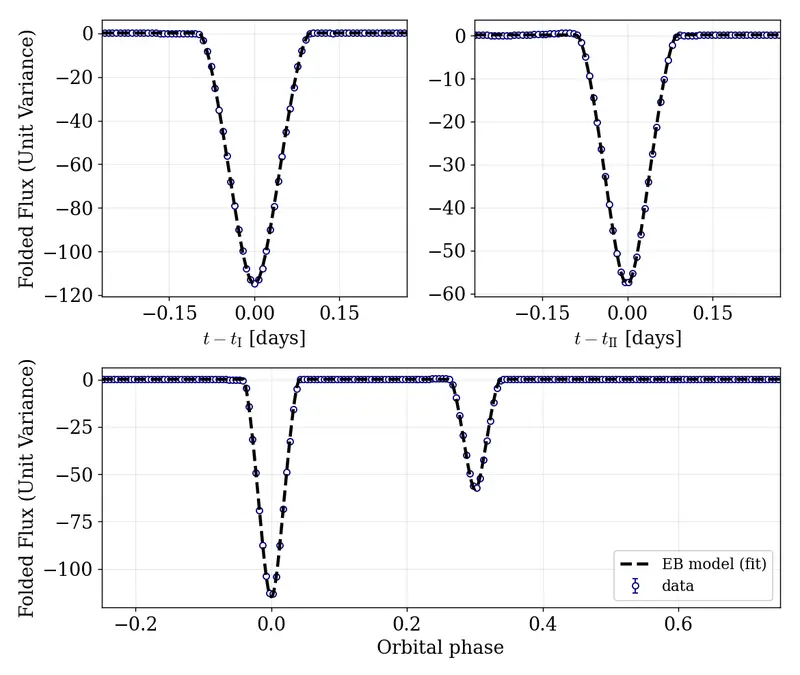 Folded Flux (Unit Variance)
0
−20
−40
−60
−80
−100
−120
−0.15 0.00 0.15
t − tI [days]
0
−10
−20
−30
−40
−50
−60
−0.15 0.00 0.15
t − tII [days]
Folded Flux (Unit Variance)
0
−25
−50
−75
−100
EB model (fit)
data
−0.2 0.0 0.2 0.4 0.6
Orbital phase